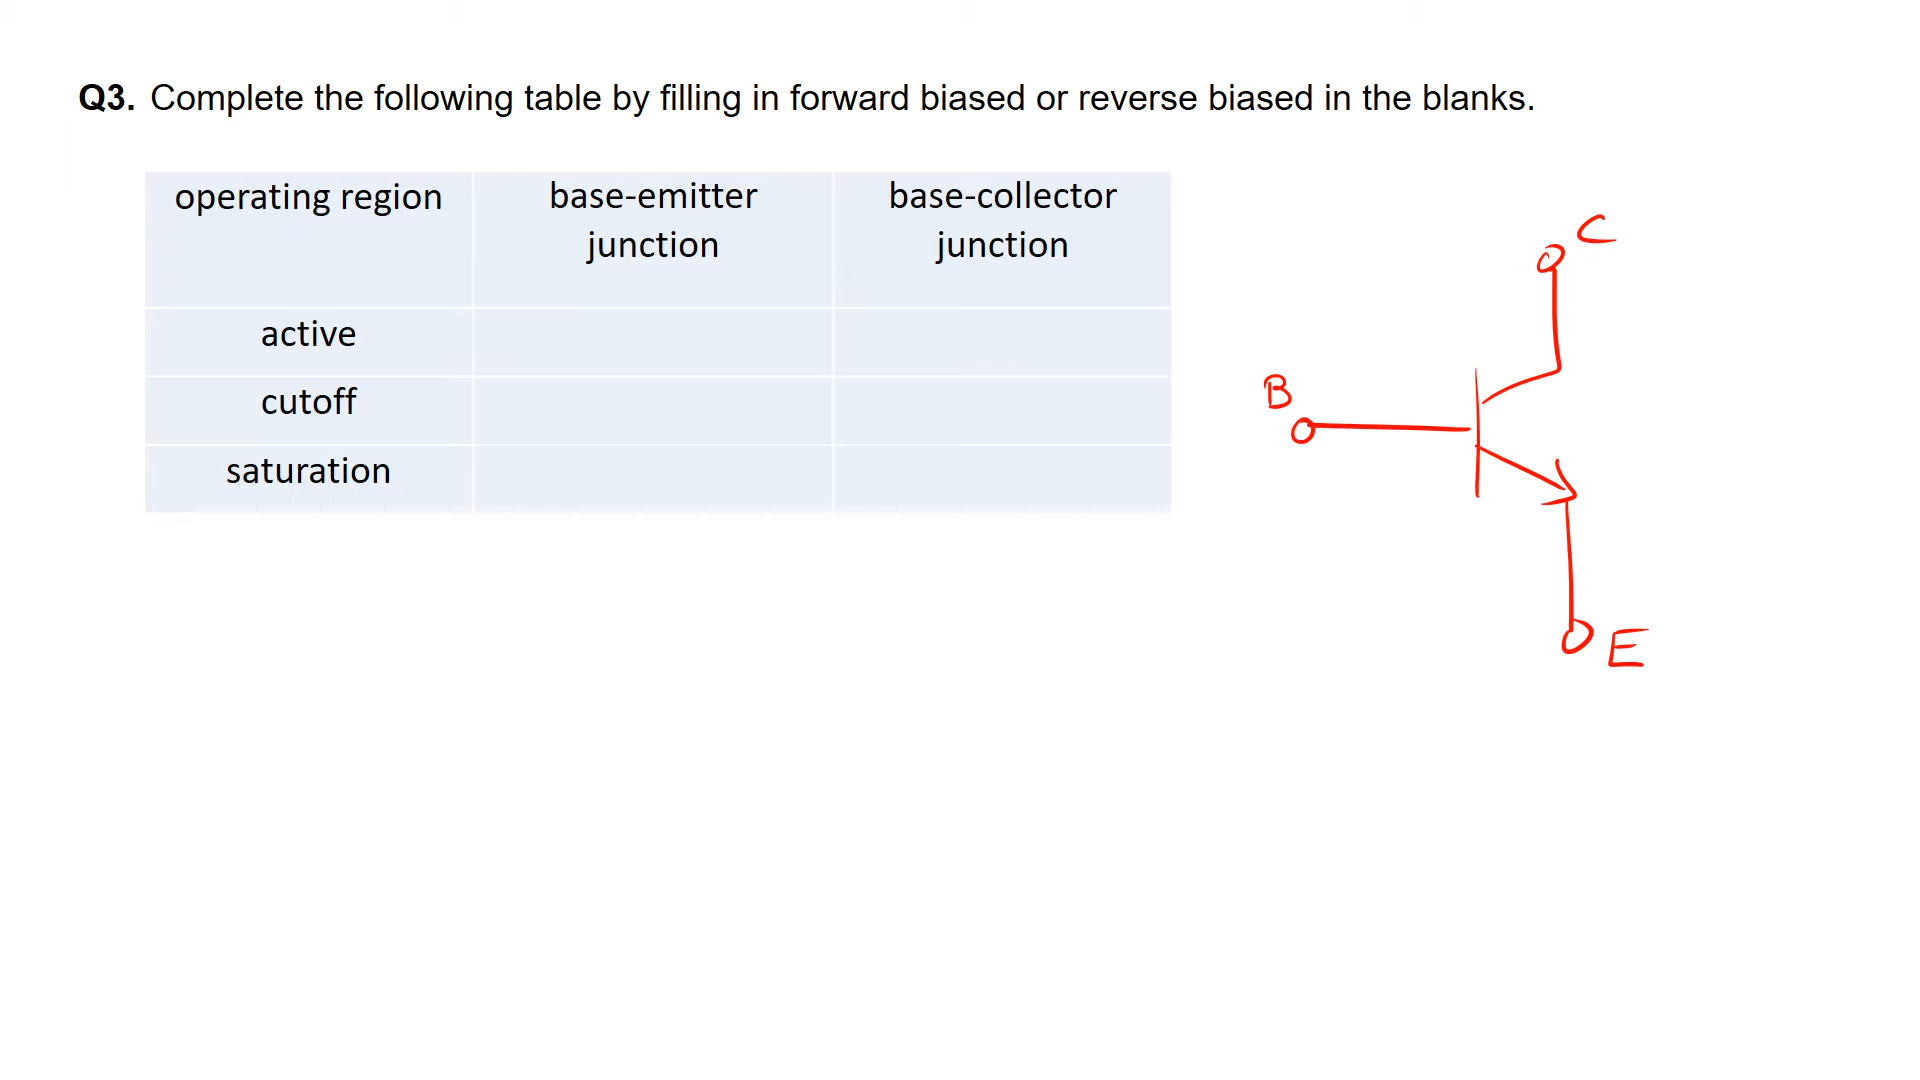 Q3. Complete the following table by filling in forward biased or reverse biased in the blanks.
operating region
base-emitter
junction
base-collector
junction
active
cutoff
saturation
C
B
E